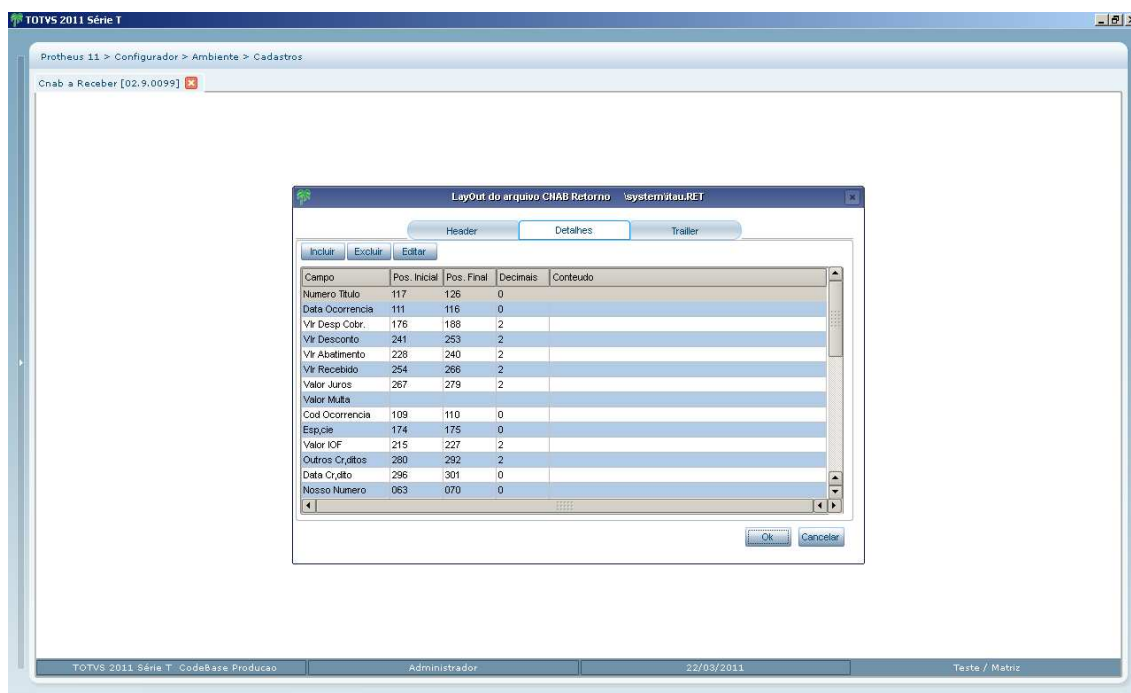 TOTVS 2011 Série T
Protheus 11 > Configurador > Ambiente > Cadastros
Cnab a Receber [02.9.0099]
LayOut do arquivo CNAB Retorno \system\itau.RET
Header Detalhes Trailler
Incluir Excluir Editar
Campo Pos. Inicial Pos. Final Decimais Conteudo
Numero Titulo 117 126 0
Data Ocorrencia 111 116 0
Vlr Desp Cobr. 176 188 2
Vlr Desconto 241 253 2
Vlr Abatimento 228 240 2
Vlr Recebido 254 266 2
Valor Juros 267 279 2
Valor Multa
Cod Ocorrencia 109 110 0
Esp,cie 174 175 0
Valor IOF 215 227 2
Outros Cr,ditos 280 292 2
Data Cr,dito 296 301 0
Nosso Numero 063 070 0
Ok Cancelar
TOTVS 2011 Série T CodeBase Producao Administrador 22/03/2011 Teste / Matriz